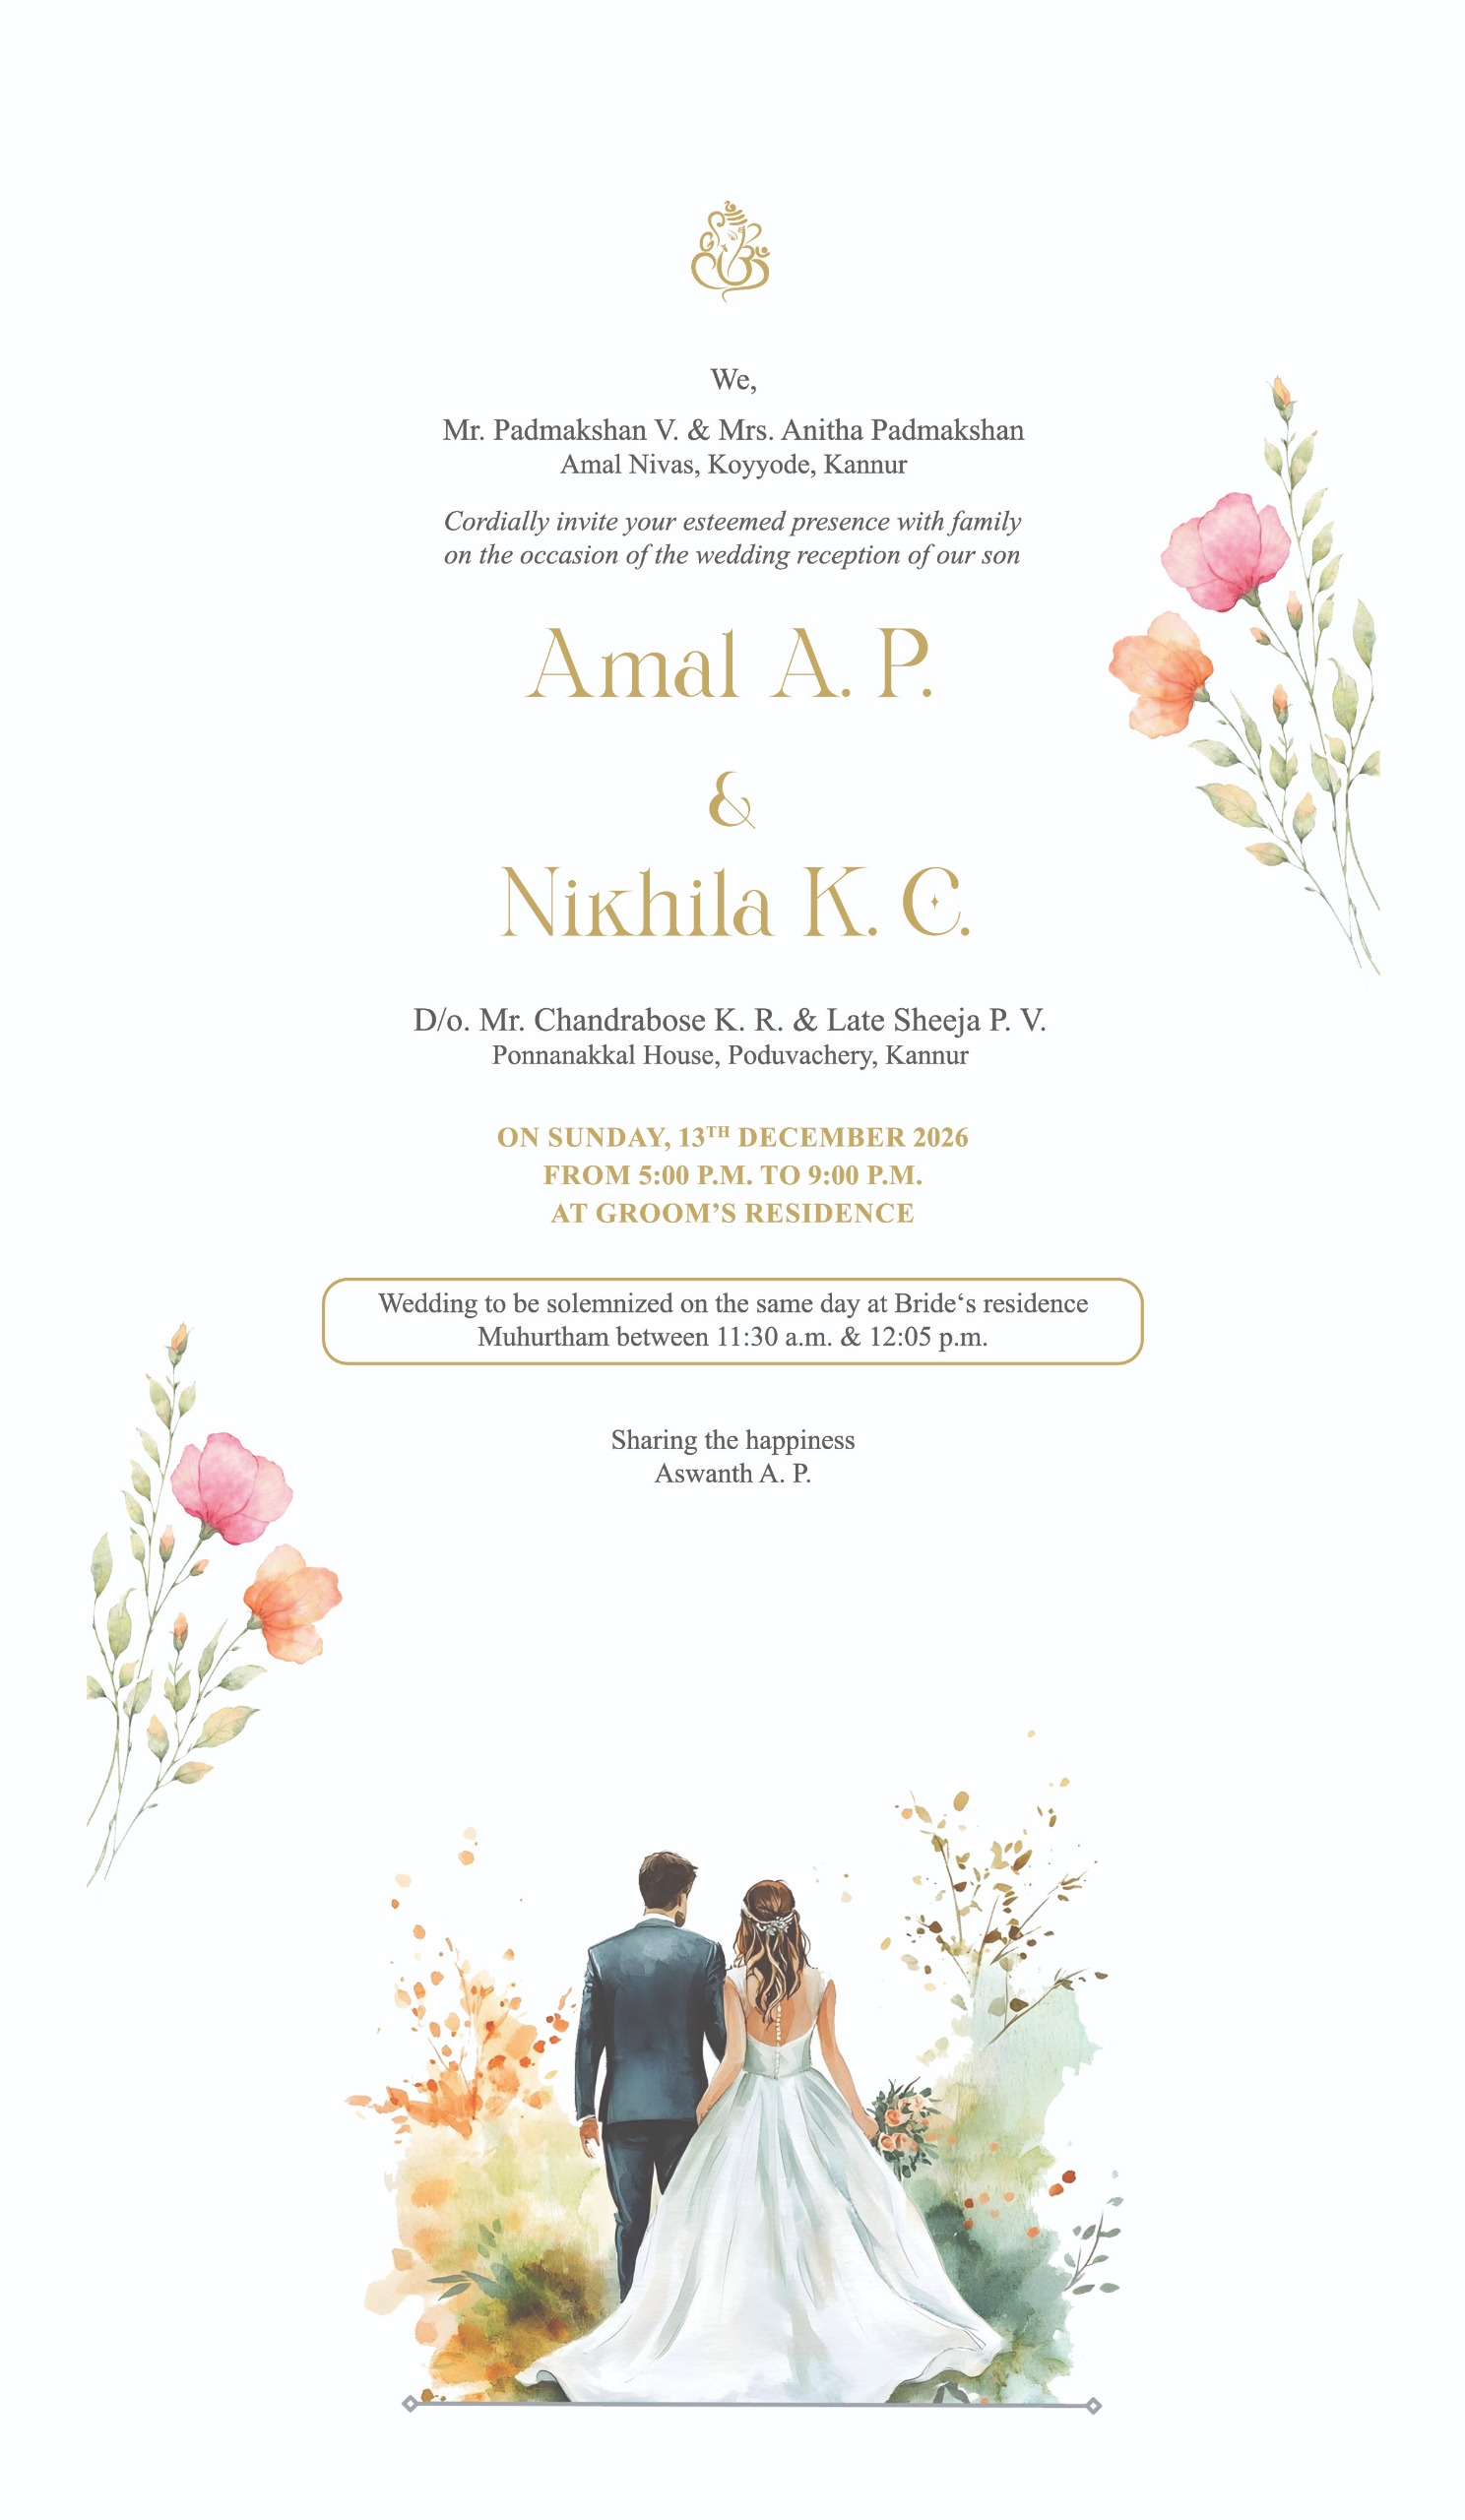 We,
Mr. Padmakshan V. & Mrs. Anitha Padmakshan
Amal Nivas, Koyyode, Kannur
Cordially invite your esteemed presence with family
on the occasion of the wedding reception of our son
Amal A. P.
&
Nikhila K. C.
D/o. Mr. Chandrabose K. R. & Late Sheeja P. V.
Ponnanakkal House, Poduvachery, Kannur
ON SUNDAY, 13TH DECEMBER 2026
FROM 5:00 P.M. TO 9:00 P.M.
AT GROOM’S RESIDENCE
Wedding to be solemnized on the same day at Bride‘s residence
Muhurtham between 11:30 a.m. & 12:05 p.m.
Sharing the happiness
Aswanth A. P.